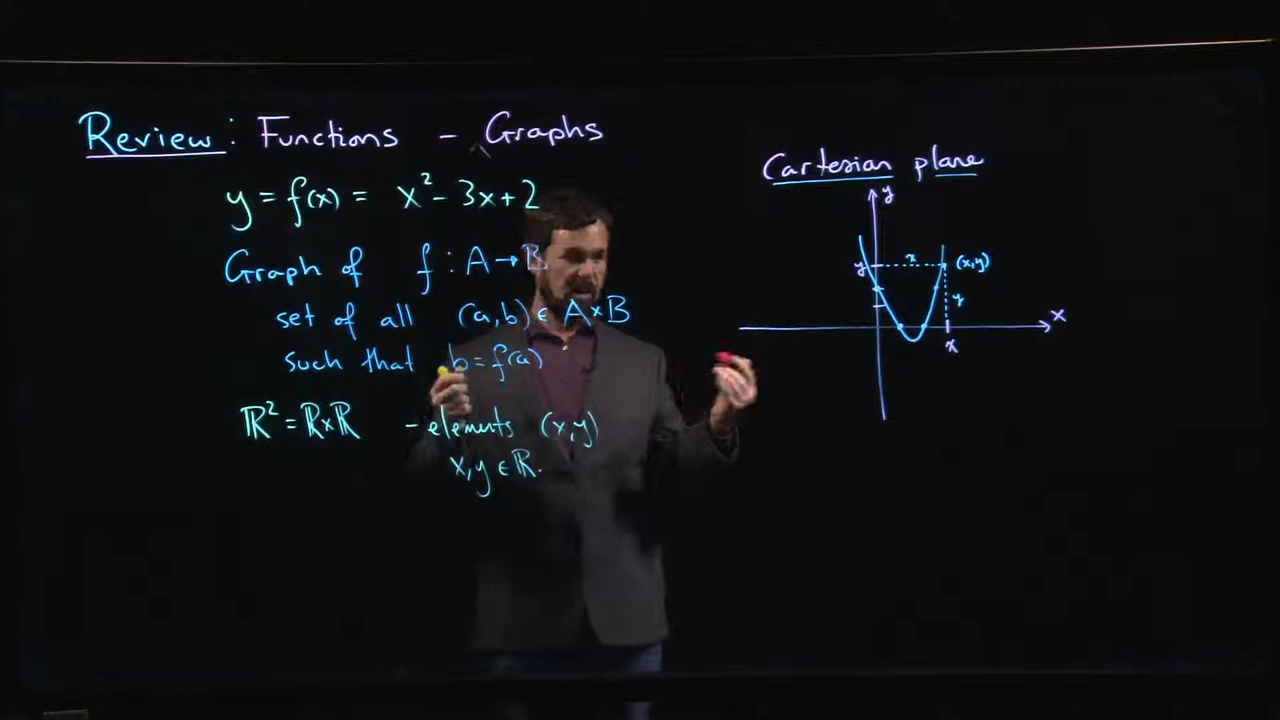 Review: Functions - Graphs
y = f(x) = x² - 3x + 2
Graph of f : A → B
set of all (a,b) ∈ A×B
such that b = f(a)
ℝ² = ℝ×ℝ - elements (x,y)
x,y ∈ ℝ.
Cartesian plane
y
y x (x,y)
y
x
x